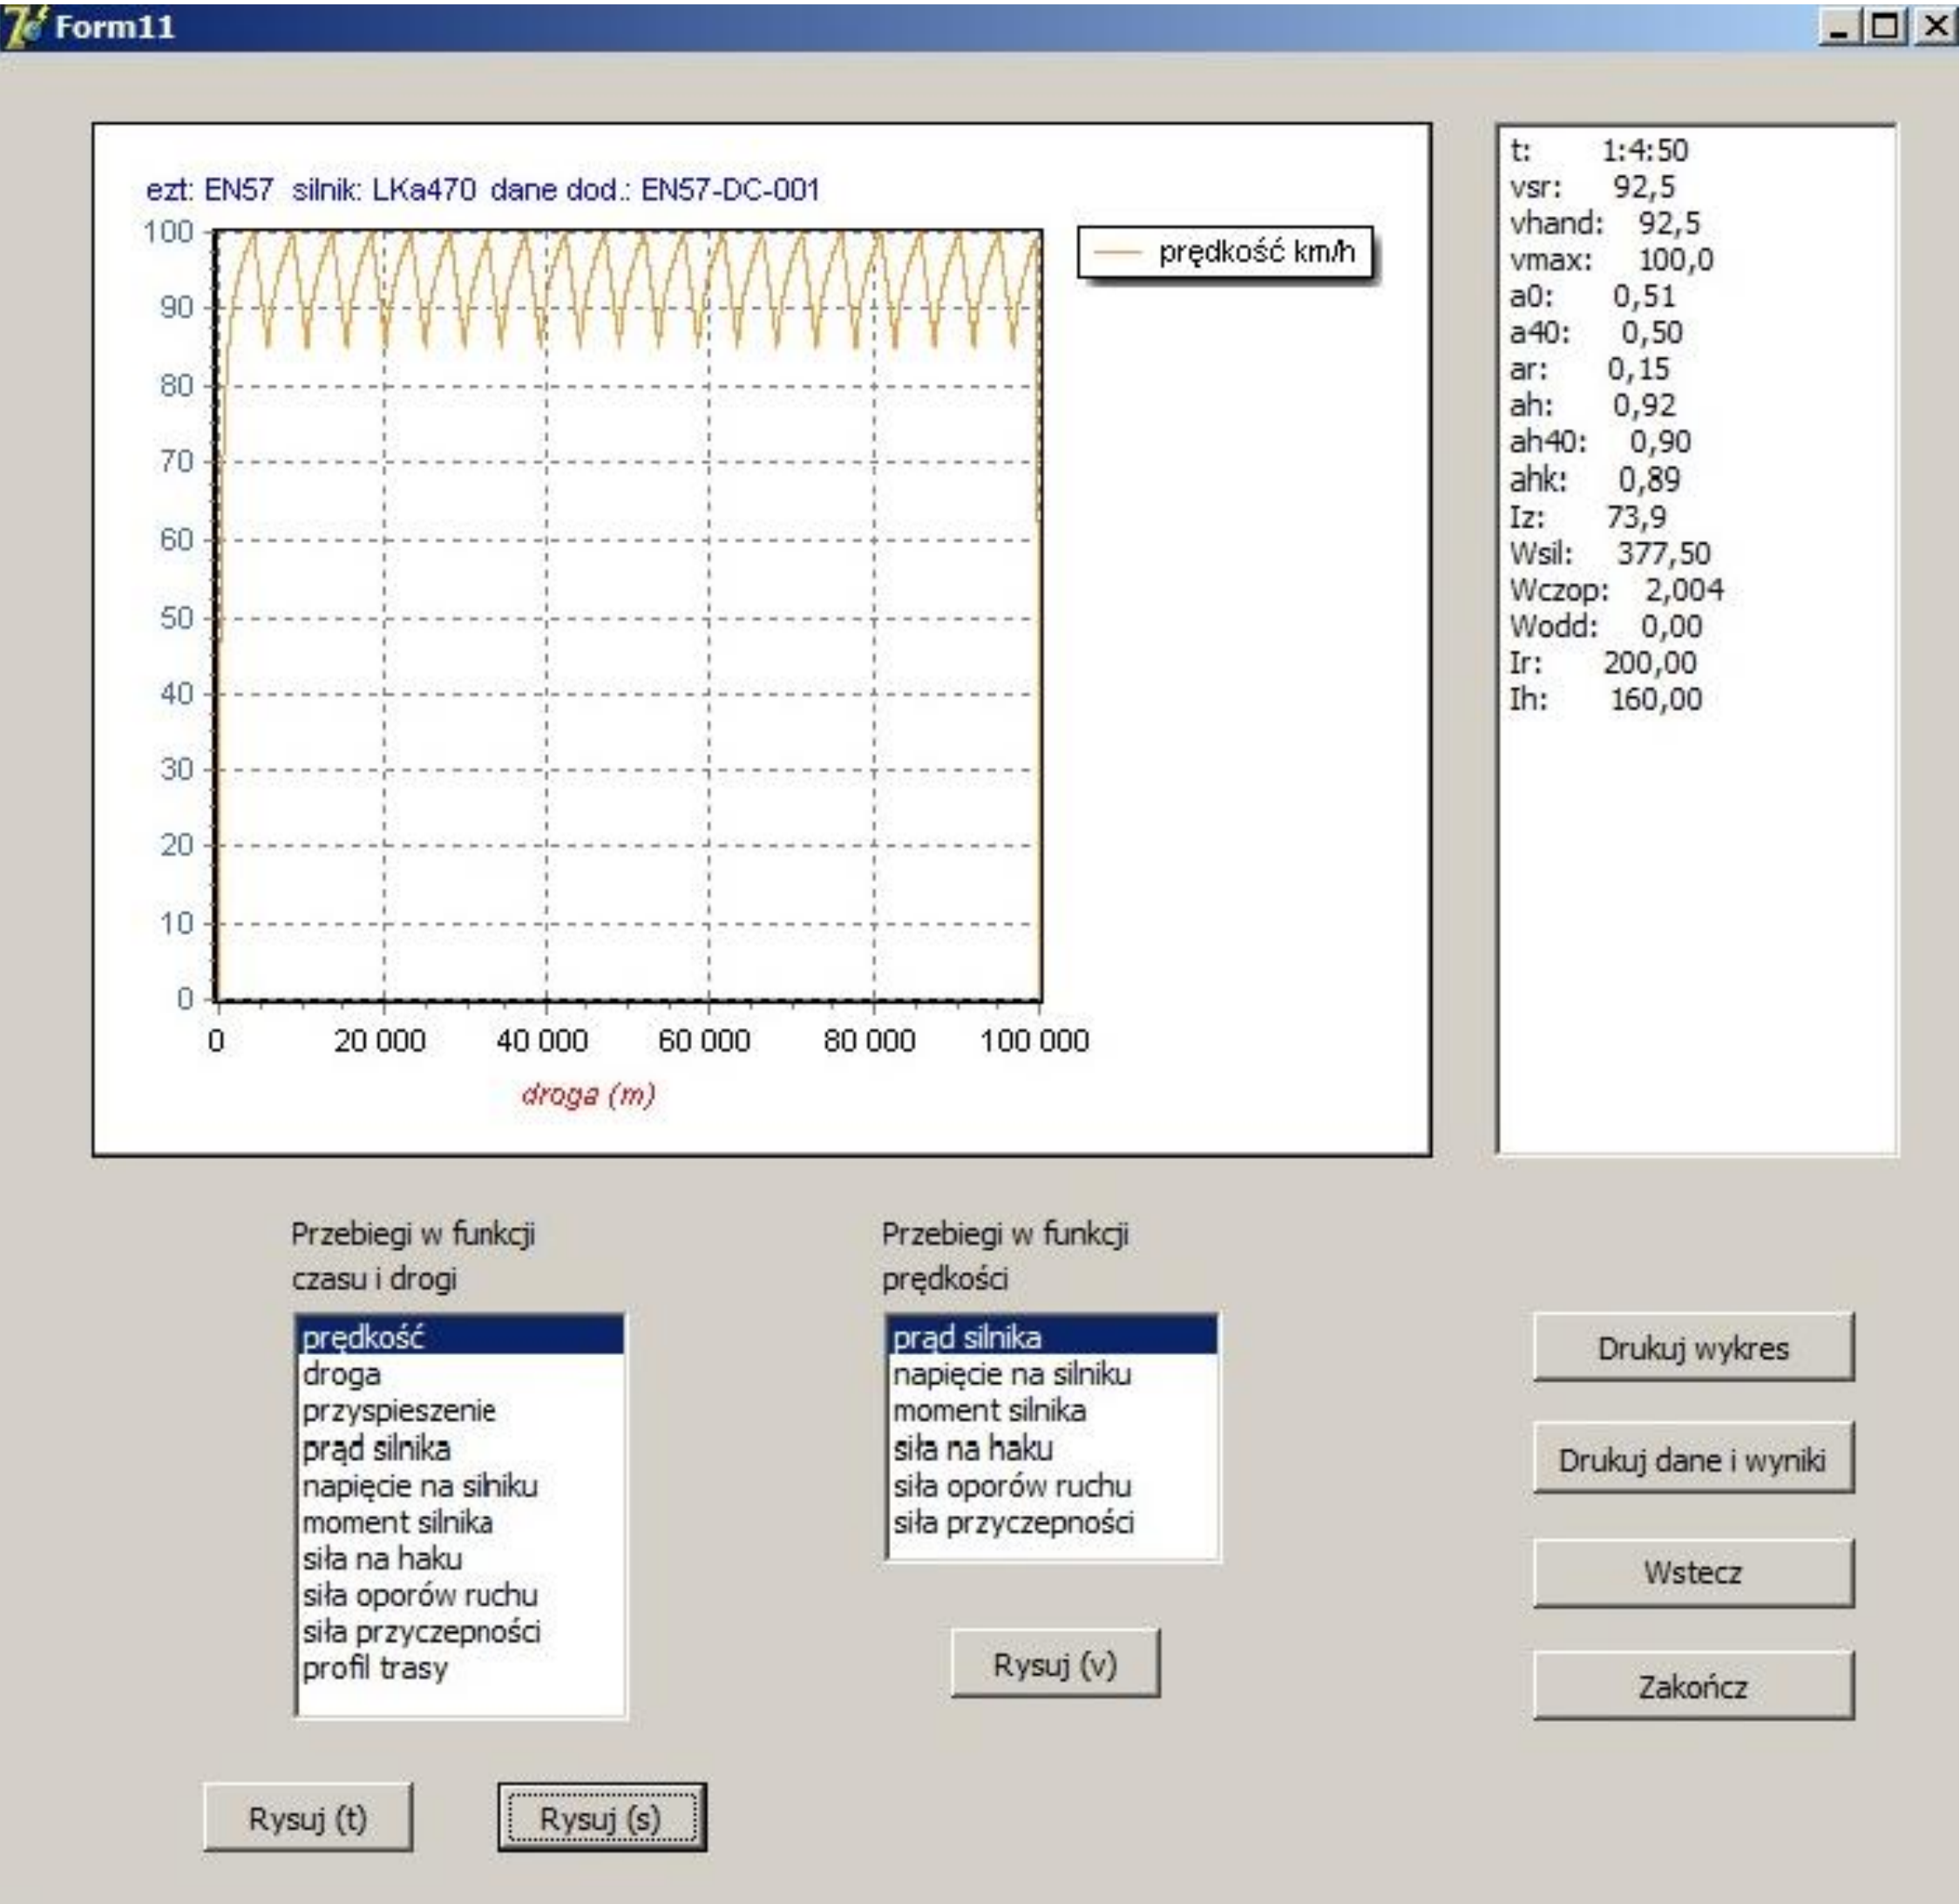 Form11
ezt: EN57 silnik: LKa470 dane dod.: EN57-DC-001
prędkość km/h
100
90
80
70
60
50
40
30
20
10
0
0 20 000 40 000 60 000 80 000 100 000
droga (m)
t: 1:4:50
vsr: 92,5
vhand: 92,5
vmax: 100,0
a0: 0,51
a40: 0,50
ar: 0,15
ah: 0,92
ah40: 0,90
ahk: 0,89
Iz: 73,9
Wsil: 377,50
Wczop: 2,004
Wodd: 0,00
Ir: 200,00
Ih: 160,00
Przebiegi w funkcji
czasu i drogi
prędkość
droga
przyspieszenie
prąd silnika
napięcie na silniku
moment silnika
siła na haku
siła oporów ruchu
siła przyczepności
profil trasy
Rysuj (t)
Rysuj (s)
Przebiegi w funkcji
prędkości
prąd silnika
napięcie na silniku
moment silnika
siła na haku
siła oporów ruchu
siła przyczepności
Rysuj (v)
Drukuj wykres
Drukuj dane i wyniki
Wstecz
Zakończ